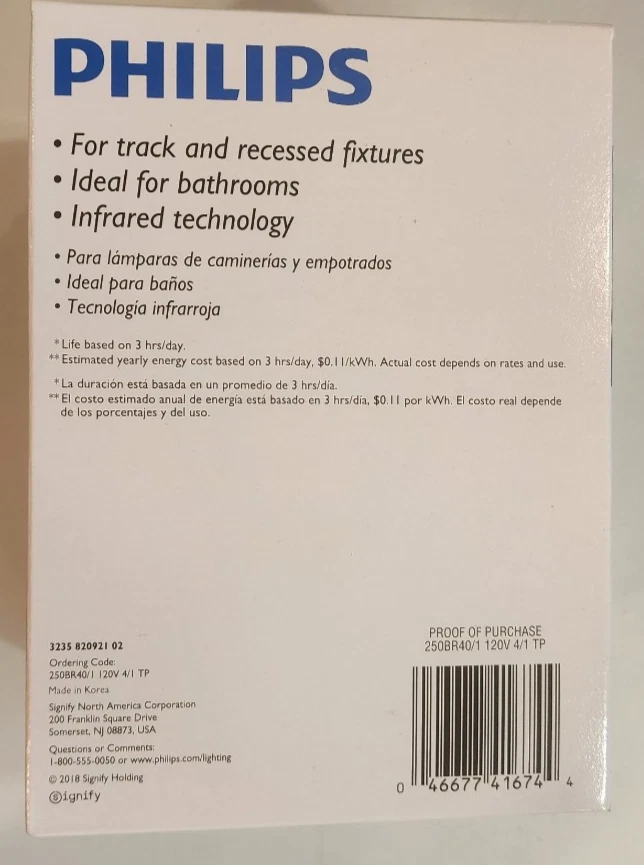 PHILIPS
• For track and recessed fixtures
• Ideal for bathrooms
• Infrared technology
• Para lámparas de caminerías y empotrados
• Ideal para baños
• Tecnología infrarroja
* Life based on 3 hrs/day.
** Estimated yearly energy cost based on 3 hrs/day, $0.11/kWh. Actual cost depends on rates and use.
* La duración está basada en un promedio de 3 hrs/día.
** El costo estimado anual de energía está basado en 3 hrs/día, $0.11 por kWh. El costo real depende
de los porcentajes y del uso.
3235 820921 02
Ordering Code:
250BR40/1 120V 4/1 TP
Made in Korea
Signify North America Corporation
200 Franklin Square Drive
Somerset, NJ 08873, USA
Questions or Comments:
1-800-555-0050 or www.philips.com/lighting
© 2018 Signify Holding
Ⓢignify
PROOF OF PURCHASE
250BR40/1 120V 4/1 TP
0 46677 41674 4